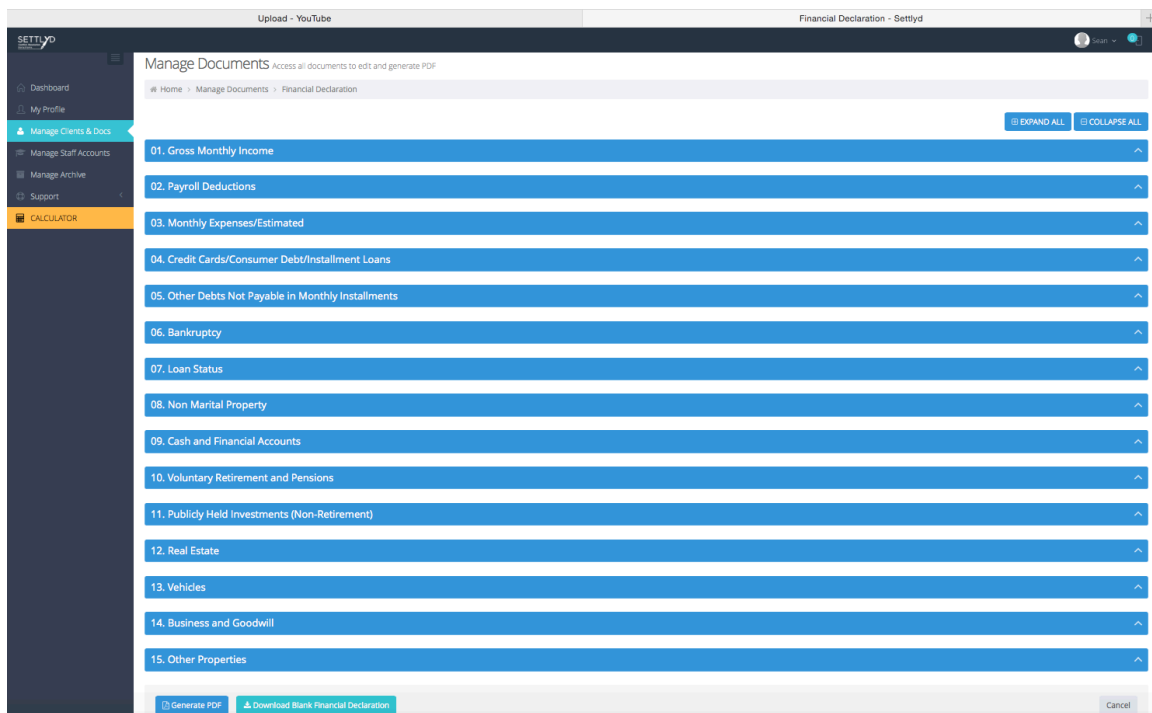 Upload - YouTube
Financial Declaration - Settlyd
SETTLYD
Sean
0
Manage Documents Access all documents to edit and generate PDF
Home > Manage Documents > Financial Declaration
Dashboard
My Profile
Manage Clients & Docs
Manage Staff Accounts
Manage Archive
Support
CALCULATOR
EXPAND ALL
COLLAPSE ALL
01. Gross Monthly Income
02. Payroll Deductions
03. Monthly Expenses/Estimated
04. Credit Cards/Consumer Debt/Installment Loans
05. Other Debts Not Payable in Monthly Installments
06. Bankruptcy
07. Loan Status
08. Non Marital Property
09. Cash and Financial Accounts
10. Voluntary Retirement and Pensions
11. Publicly Held Investments (Non-Retirement)
12. Real Estate
13. Vehicles
14. Business and Goodwill
15. Other Properties
Generate PDF
Download Blank Financial Declaration
Cancel